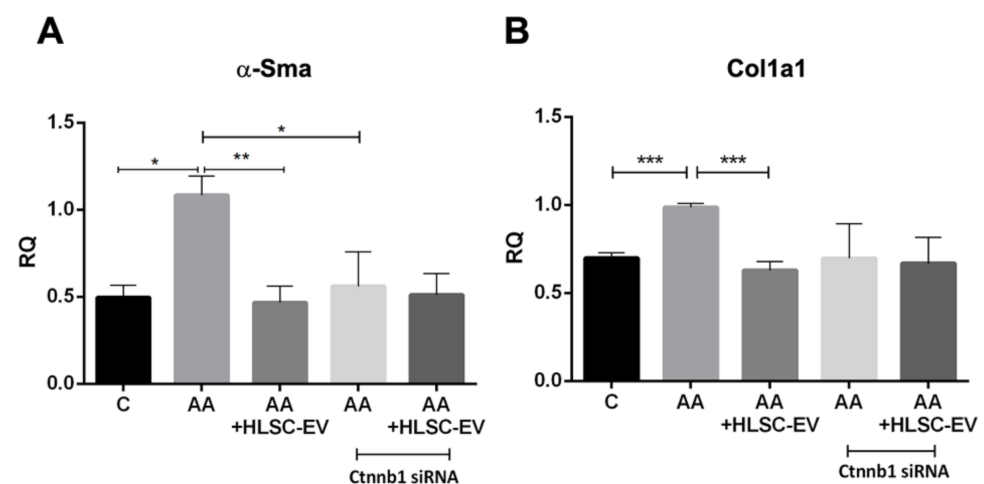 A
α-Sma
1.5
1.0
0.5
0.0
RQ
*
**
*
C
AA
AA
+HLSC-EV
AA
AA
+HLSC-EV
Ctnnb1 siRNA
B
Col1a1
1.5
1.0
0.5
0.0
RQ
***
***
C
AA
AA
+HLSC-EV
AA
AA
+HLSC-EV
Ctnnb1 siRNA